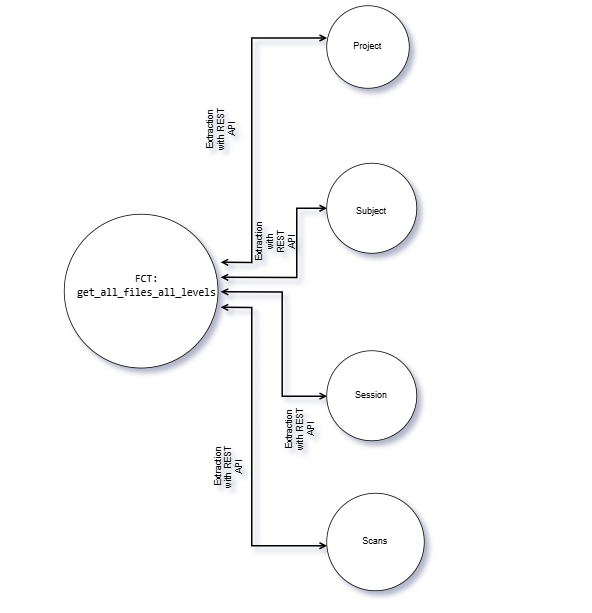 Project
Extraction
with REST
API
Subject
Extraction
with
REST
API
FCT:
get_all_files_all_levels
Session
Extraction
with REST
API
Extraction
with REST
API
Scans